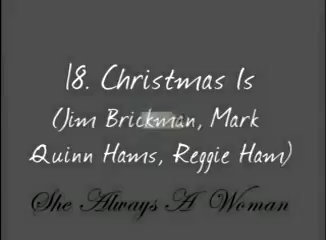 18. Christmas Is
(Jim Brickman, Mark
Quinn Hams, Reggie Ham)
She Always A Woman